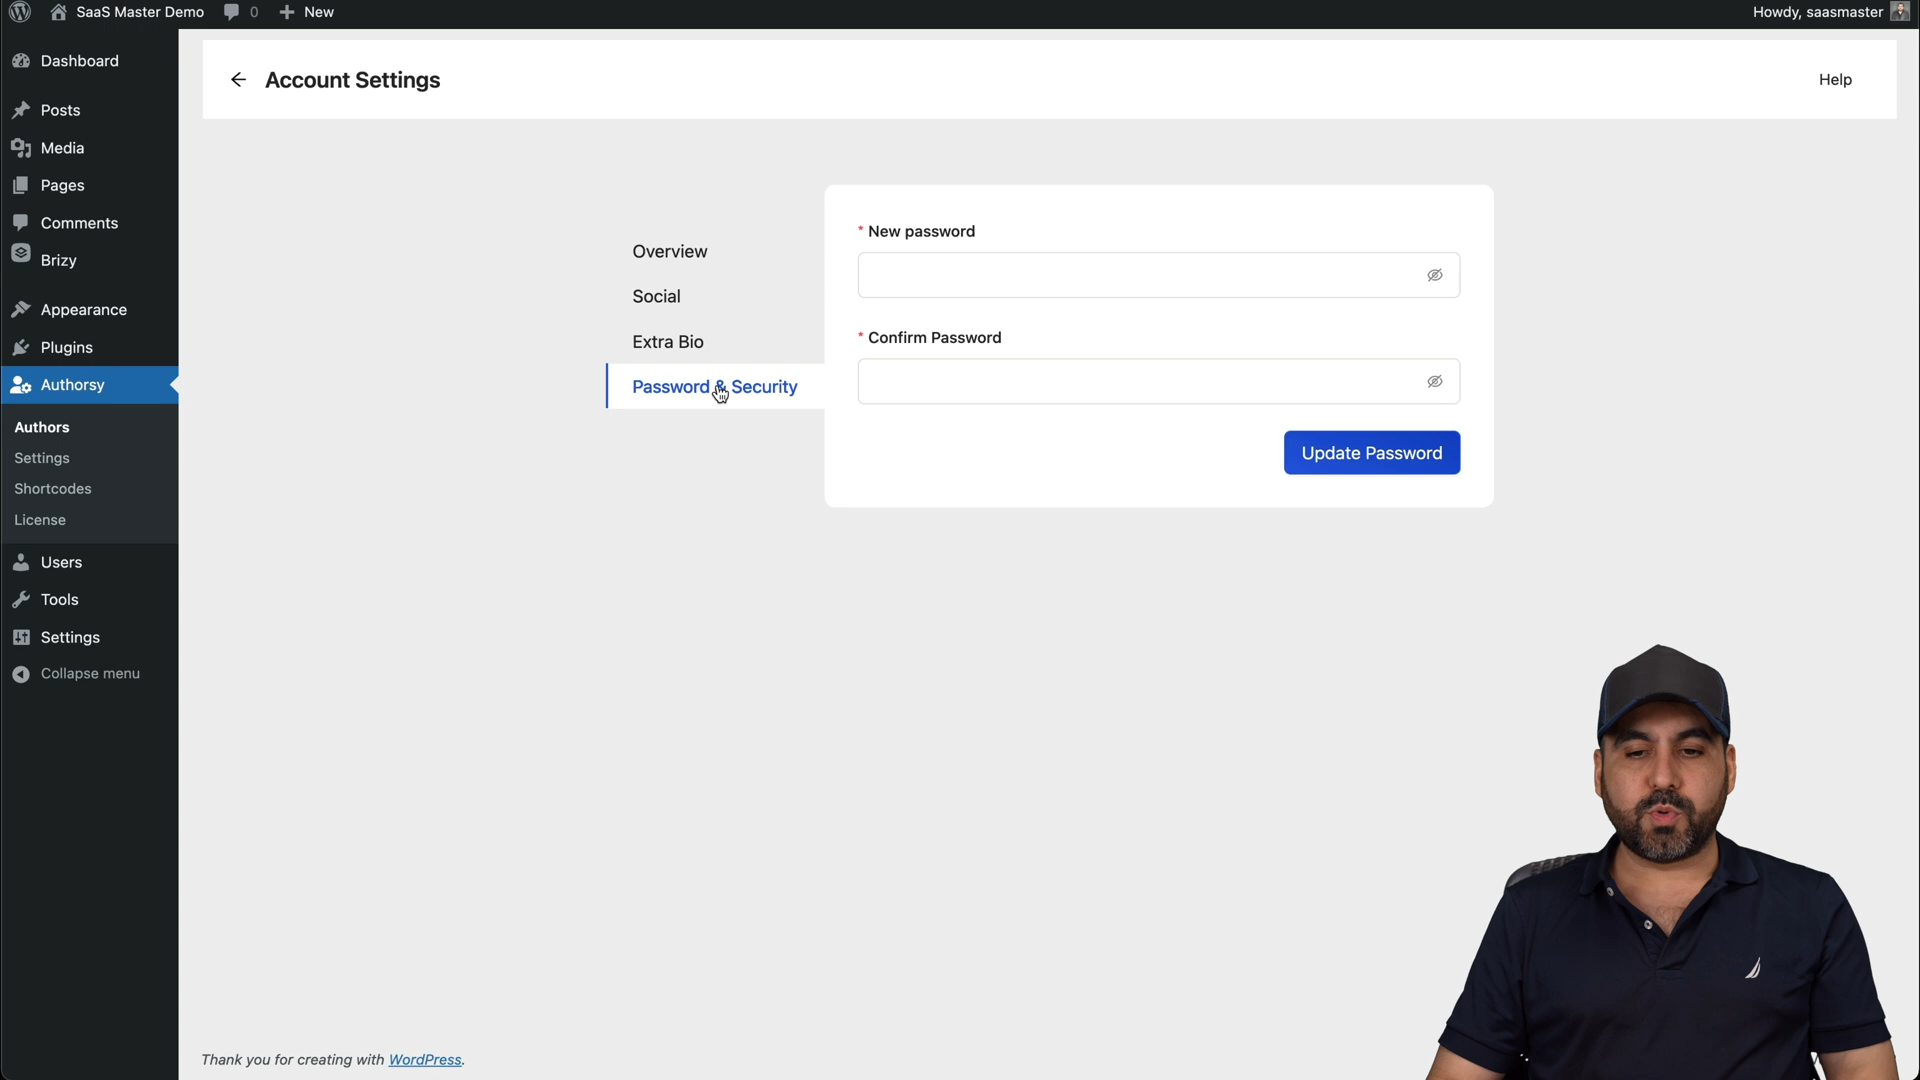 SaaS Master Demo 0 New Howdy, saasmaster
Dashboard
Posts
Media
Pages
Comments
Brizy
Appearance
Plugins
Authorsy
Authors
Settings
Shortcodes
License
Users
Tools
Settings
Collapse menu
Account Settings Help
Overview
Social
Extra Bio
Password & Security
* New password
* Confirm Password
Update Password
Thank you for creating with WordPress.